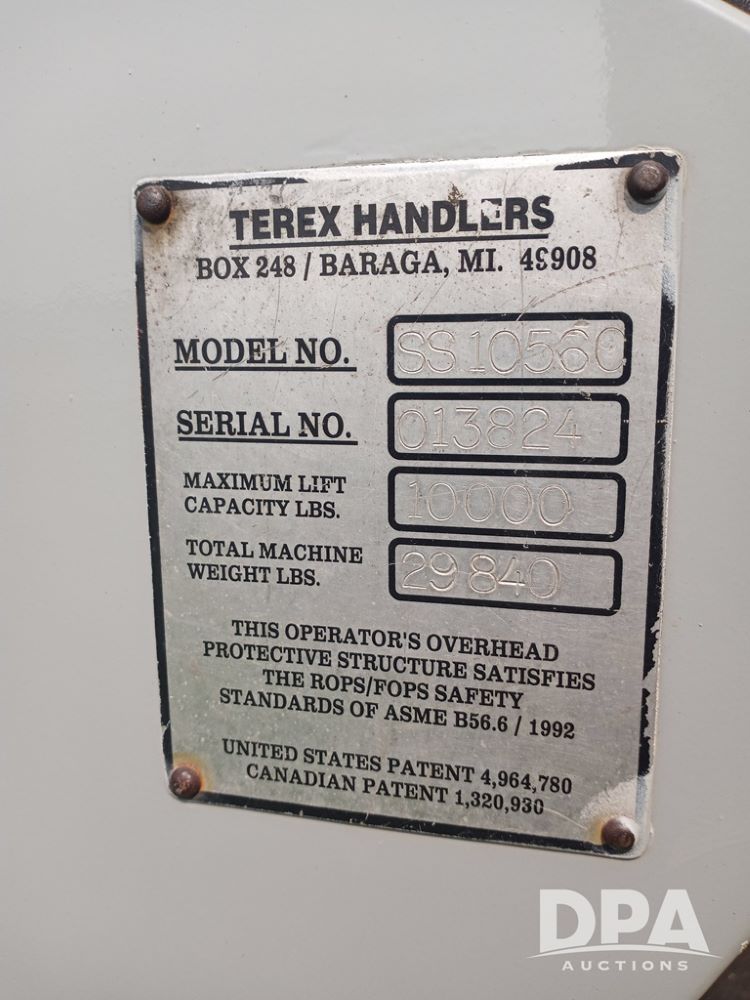 TEREX HANDLERS
BOX 248 / BARAGA, MI. 49908
MODEL NO. SS10560
SERIAL NO. 013824
MAXIMUM LIFT
CAPACITY LBS. 10000
TOTAL MACHINE
WEIGHT LBS. 29840
THIS OPERATOR'S OVERHEAD
PROTECTIVE STRUCTURE SATISFIES
THE ROPS/FOPS SAFETY
STANDARDS OF ASME B56.6 / 1992
UNITED STATES PATENT 4,964,780
CANADIAN PATENT 1,320,930
DPA
AUCTIONS